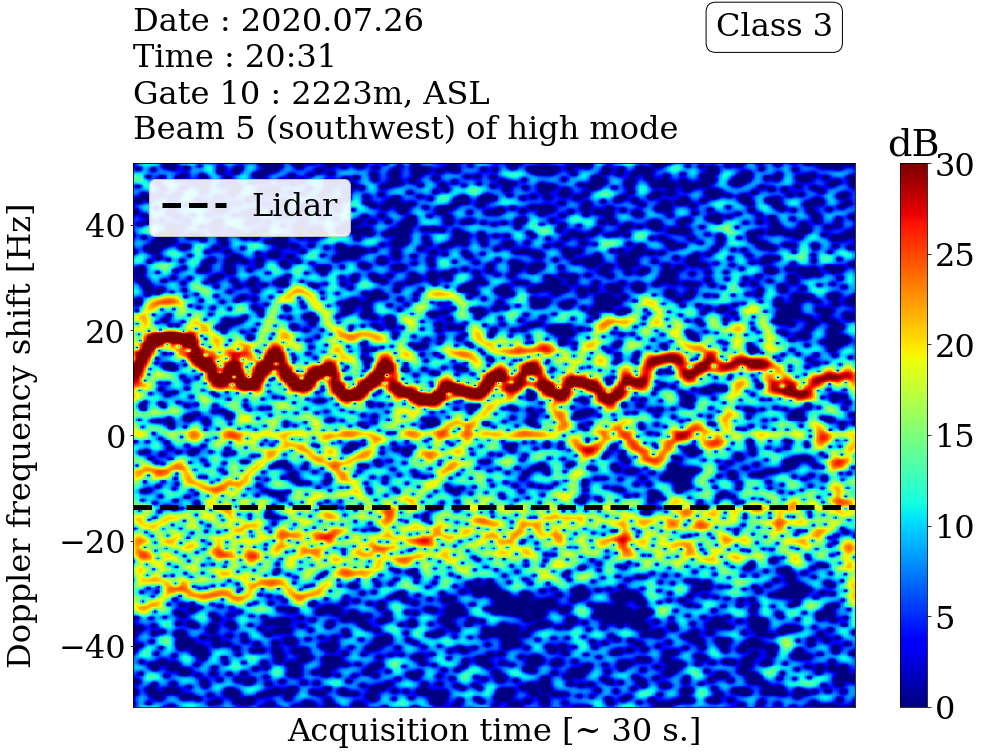 Date : 2020.07.26
Time : 20:31
Gate 10 : 2223m, ASL
Beam 5 (southwest) of high mode
Class 3
dB
Lidar
Doppler frequency shift [Hz]
40
20
0
−20
−40
30
25
20
15
10
5
0
Acquisition time [~ 30 s.]